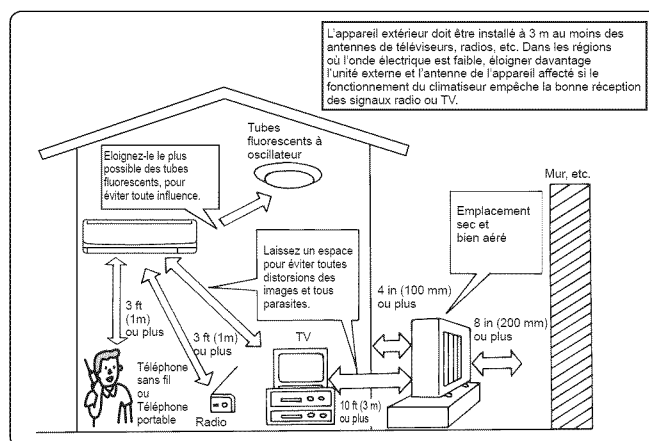 L'appareil extérieur doit être installé à 3 m au moins des
antennes de téléviseurs, radios, etc. Dans les régions
où l'onde électrique est faible, éloigner davantage
l'unité externe et l'antenne de l'appareil affecté si le
fonctionnement du climatiseur empêche la bonne réception
des signaux radio ou TV.
Tubes
fluorescents à
oscillateur
Eloignez-le le plus
possible des tubes
fluorescents, pour
éviter toute influence.
Mur, etc.
Emplacement
sec et
bien aéré
Laissez un espace
pour éviter toutes
distorsions des
images et tous
parasites.
4 in (100 mm)
ou plus
8 in (200 mm)
ou plus
3 ft
(1m)
ou plus
3 ft (1m)
ou plus
TV
Téléphone
sans fil
ou
Téléphone
portable
Radio
10 ft (3 m)
ou plus